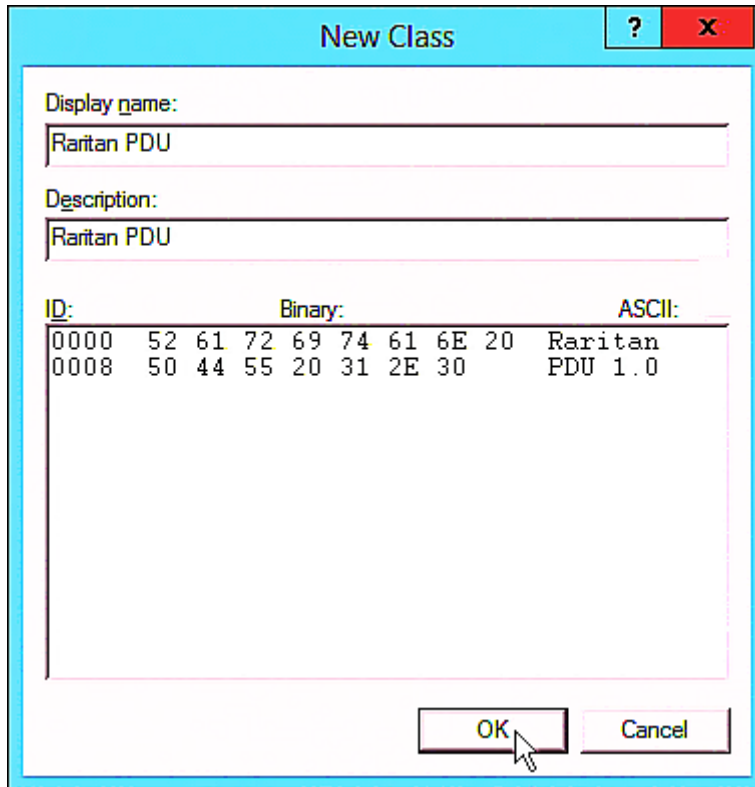 New Class
? x
Display name:
Raritan PDU
Description:
Raritan PDU
ID: Binary: ASCII:
0000 52 61 72 69 74 61 6E 20 Raritan
0008 50 44 55 20 31 2E 30 PDU 1.0
OK Cancel